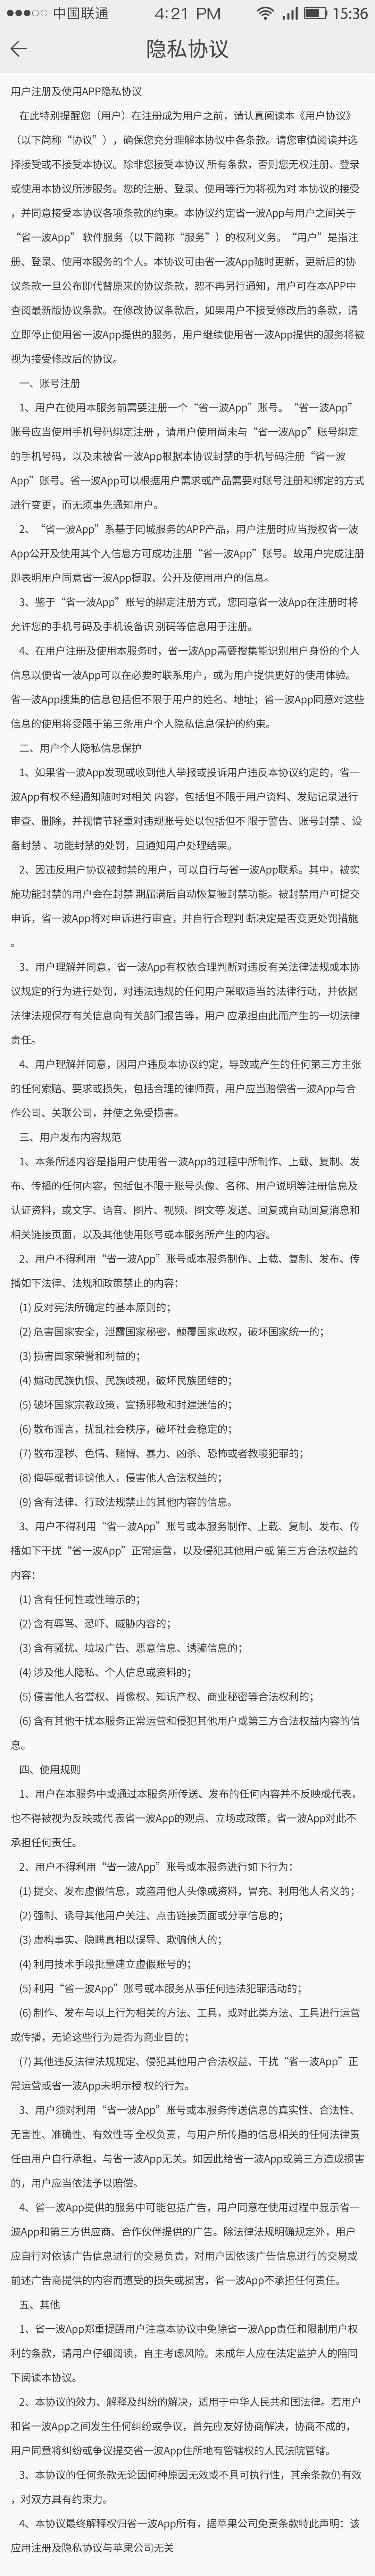 中国联通 4:21 PM 15:36
隐私协议
用户注册及使用APP隐私协议
在此特别提醒您（用户）在注册成为用户之前，请认真阅读本《用户协议》
（以下简称“协议”），确保您充分理解本协议中各条款。请您审慎阅读并选
择接受或不接受本协议。除非您接受本协议 所有条款，否则您无权注册、登录
或使用本协议所涉服务。您的注册、登录、使用等行为将视为对 本协议的接受
，并同意接受本协议各项条款的约束。本协议约定省一波App与用户之间关于
“省一波App” 软件服务（以下简称“服务”）的权利义务。“用户”是指注
册、登录、使用本服务的个人。本协议可由省一波App随时更新，更新后的协
议条款一旦公布即代替原来的协议条款，恕不再另行通知，用户可在本APP中
查阅最新版协议条款。在修改协议条款后，如果用户不接受修改后的条款，请
立即停止使用省一波App提供的服务，用户继续使用省一波App提供的服务将被
视为接受修改后的协议。
一、账号注册
1、用户在使用本服务前需要注册一个“省一波App”账号。“省一波App”
账号应当使用手机号码绑定注册 ，请用户使用尚未与“省一波App”账号绑定
的手机号码，以及未被省一波App根据本协议封禁的手机号码注册“省一波
App”账号。省一波App可以根据用户需求或产品需要对账号注册和绑定的方式
进行变更，而无须事先通知用户。
2、“省一波App”系基于同城服务的APP产品，用户注册时应当授权省一波
App公开及使用其个人信息方可成功注册“省一波App”账号。故用户完成注册
即表明用户同意省一波App提取、公开及使用用户的信息。
3、鉴于“省一波App”账号的绑定注册方式，您同意省一波App在注册时将
允许您的手机号码及手机设备识 别码等信息用于注册。
4、在用户注册及使用本服务时，省一波App需要搜集能识别用户身份的个人
信息以便省一波App可以在必要时联系用户，或为用户提供更好的使用体验。
省一波App搜集的信息包括但不限于用户的姓名、地址；省一波App同意对这些
信息的使用将受限于第三条用户个人隐私信息保护的约束。
二、用户个人隐私信息保护
1、如果省一波App发现或收到他人举报或投诉用户违反本协议约定的，省一
波App有权不经通知随时对相关 内容，包括但不限于用户资料、发贴记录进行
审查、删除，并视情节轻重对违规账号处以包括但不 限于警告、账号封禁 、设
备封禁 、功能封禁的处罚，且通知用户处理结果。
2、因违反用户协议被封禁的用户，可以自行与省一波App联系。其中，被实
施功能封禁的用户会在封禁 期届满后自动恢复被封禁功能。被封禁用户可提交
申诉，省一波App将对申诉进行审查，并自行合理判 断决定是否变更处罚措施
。
3、用户理解并同意，省一波App有权依合理判断对违反有关法律法规或本协
议规定的行为进行处罚，对违法违规的任何用户采取适当的法律行动，并依据
法律法规保存有关信息向有关部门报告等，用户 应承担由此而产生的一切法律
责任。
4、用户理解并同意，因用户违反本协议约定，导致或产生的任何第三方主张
的任何索赔、要求或损失，包括合理的律师费，用户应当赔偿省一波App与合
作公司、关联公司，并使之免受损害。
三、用户发布内容规范
1、本条所述内容是指用户使用省一波App的过程中所制作、上载、复制、发
布、传播的任何内容，包括但不限于账号头像、名称、用户说明等注册信息及
认证资料，或文字、语音、图片、视频、图文等 发送、回复或自动回复消息和
相关链接页面，以及其他使用账号或本服务所产生的内容。
2、用户不得利用“省一波App”账号或本服务制作、上载、复制、发布、传
播如下法律、法规和政策禁止的内容：
(1) 反对宪法所确定的基本原则的；
(2) 危害国家安全，泄露国家秘密，颠覆国家政权，破坏国家统一的；
(3) 损害国家荣誉和利益的；
(4) 煽动民族仇恨、民族歧视，破坏民族团结的；
(5) 破坏国家宗教政策，宣扬邪教和封建迷信的；
(6) 散布谣言，扰乱社会秩序，破坏社会稳定的；
(7) 散布淫秽、色情、赌博、暴力、凶杀、恐怖或者教唆犯罪的；
(8) 侮辱或者诽谤他人，侵害他人合法权益的；
(9) 含有法律、行政法规禁止的其他内容的信息。
3、用户不得利用“省一波App”账号或本服务制作、上载、复制、发布、传
播如下干扰“省一波App”正常运营，以及侵犯其他用户或 第三方合法权益的
内容：
(1) 含有任何性或性暗示的；
(2) 含有辱骂、恐吓、威胁内容的；
(3) 含有骚扰、垃圾广告、恶意信息、诱骗信息的；
(4) 涉及他人隐私、个人信息或资料的；
(5) 侵害他人名誉权、肖像权、知识产权、商业秘密等合法权利的；
(6) 含有其他干扰本服务正常运营和侵犯其他用户或第三方合法权益内容的信
息。
四、使用规则
1、用户在本服务中或通过本服务所传送、发布的任何内容并不反映或代表，
也不得被视为反映或代 表省一波App的观点、立场或政策，省一波App对此不
承担任何责任。
2、用户不得利用“省一波App”账号或本服务进行如下行为：
(1) 提交、发布虚假信息，或盗用他人头像或资料，冒充、利用他人名义的；
(2) 强制、诱导其他用户关注、点击链接页面或分享信息的；
(3) 虚构事实、隐瞒真相以误导、欺骗他人的；
(4) 利用技术手段批量建立虚假账号的；
(5) 利用“省一波App”账号或本服务从事任何违法犯罪活动的；
(6) 制作、发布与以上行为相关的方法、工具，或对此类方法、工具进行运营
或传播，无论这些行为是否为商业目的；
(7) 其他违反法律法规规定、侵犯其他用户合法权益、干扰“省一波App”正
常运营或省一波App未明示授 权的行为。
3、用户须对利用“省一波App”账号或本服务传送信息的真实性、合法性、
无害性、准确性、有效性等 全权负责，与用户所传播的信息相关的任何法律责
任由用户自行承担，与省一波App无关。如因此给省一波App或第三方造成损害
的，用户应当依法予以赔偿。
4、省一波App提供的服务中可能包括广告，用户同意在使用过程中显示省一
波App和第三方供应商、合作伙伴提供的广告。除法律法规明确规定外，用户
应自行对依该广告信息进行的交易负责，对用户因依该广告信息进行的交易或
前述广告商提供的内容而遭受的损失或损害，省一波App不承担任何责任。
五、其他
1、省一波App郑重提醒用户注意本协议中免除省一波App责任和限制用户权
利的条款，请用户仔细阅读，自主考虑风险。未成年人应在法定监护人的陪同
下阅读本协议。
2、本协议的效力、解释及纠纷的解决，适用于中华人民共和国法律。若用户
和省一波App之间发生任何纠纷或争议，首先应友好协商解决，协商不成的，
用户同意将纠纷或争议提交省一波App住所地有管辖权的人民法院管辖。
3、本协议的任何条款无论因何种原因无效或不具可执行性，其余条款仍有效
，对双方具有约束力。
4、本协议最终解释权归省一波App所有，据苹果公司免责条款特此声明：该
应用注册及隐私协议与苹果公司无关